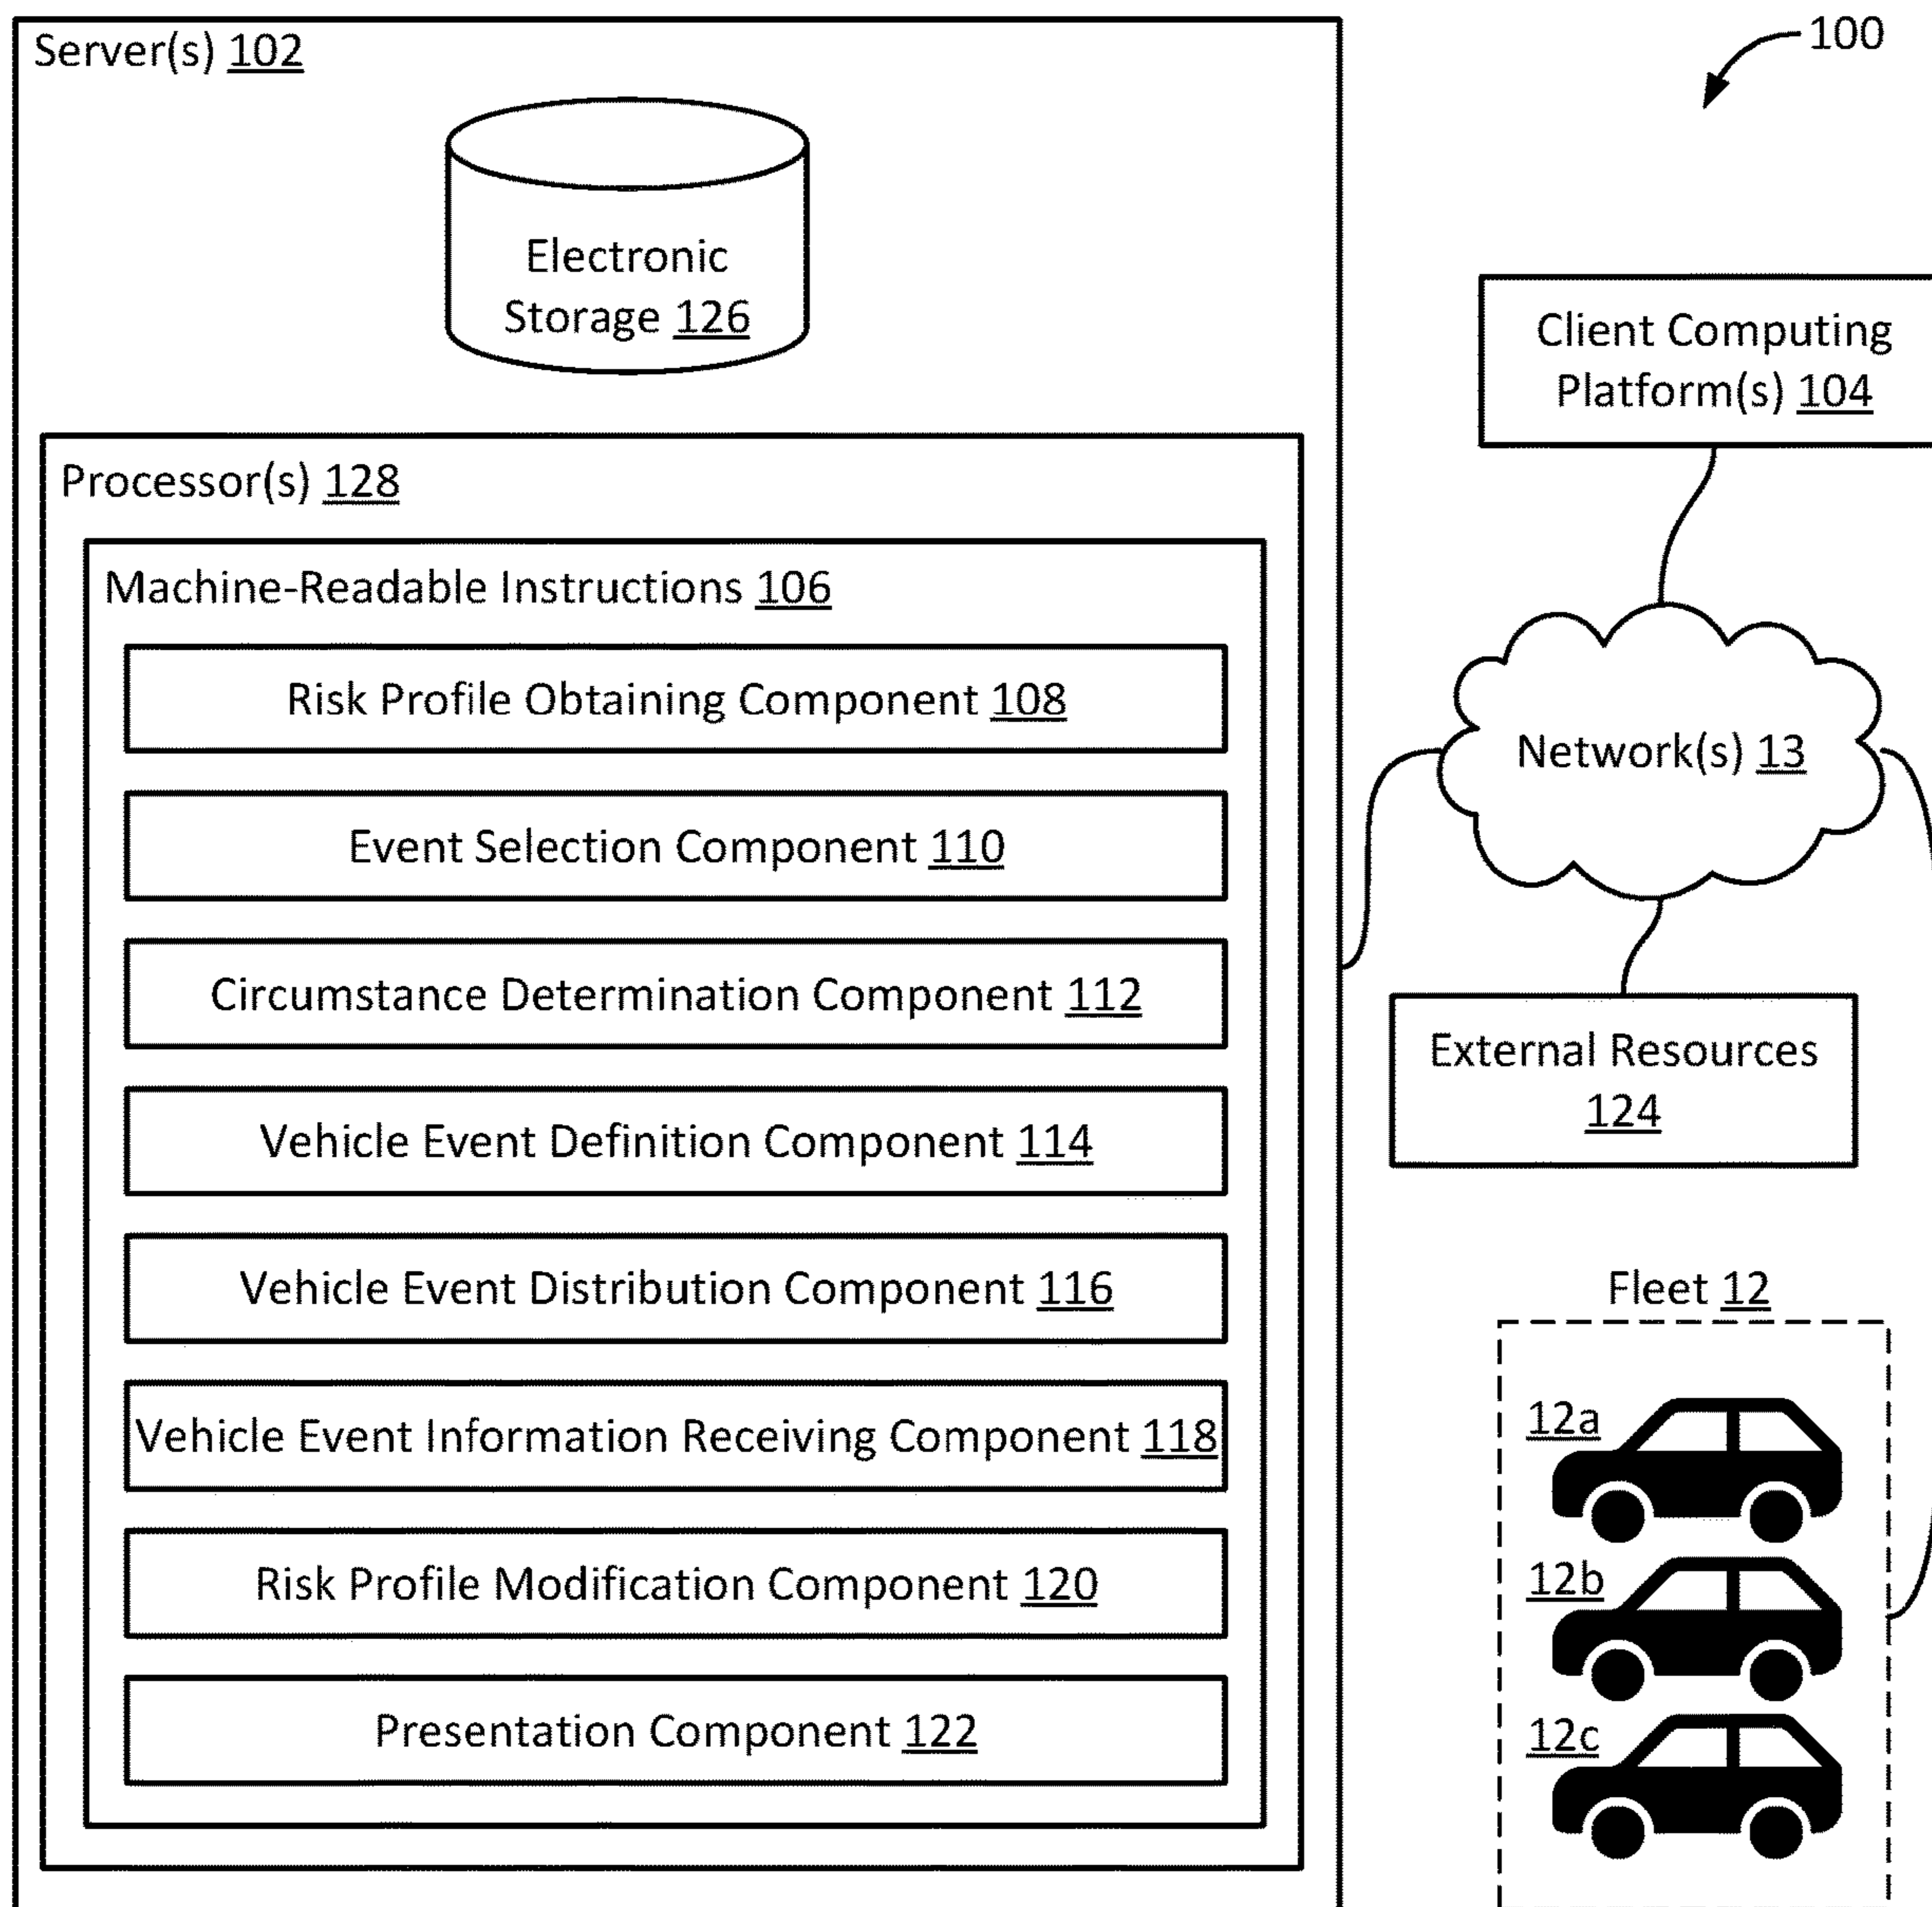 Server(s) 102
100
Electronic
Storage 126
Client Computing
Platform(s) 104
Processor(s) 128
Machine-Readable Instructions 106
Risk Profile Obtaining Component 108
Network(s) 13
Event Selection Component 110
Circumstance Determination Component 112
External Resources
124
Vehicle Event Definition Component 114
Vehicle Event Distribution Component 116
Fleet 12
Vehicle Event Information Receiving Component 118
12a
Risk Profile Modification Component 120
12b
Presentation Component 122
12c